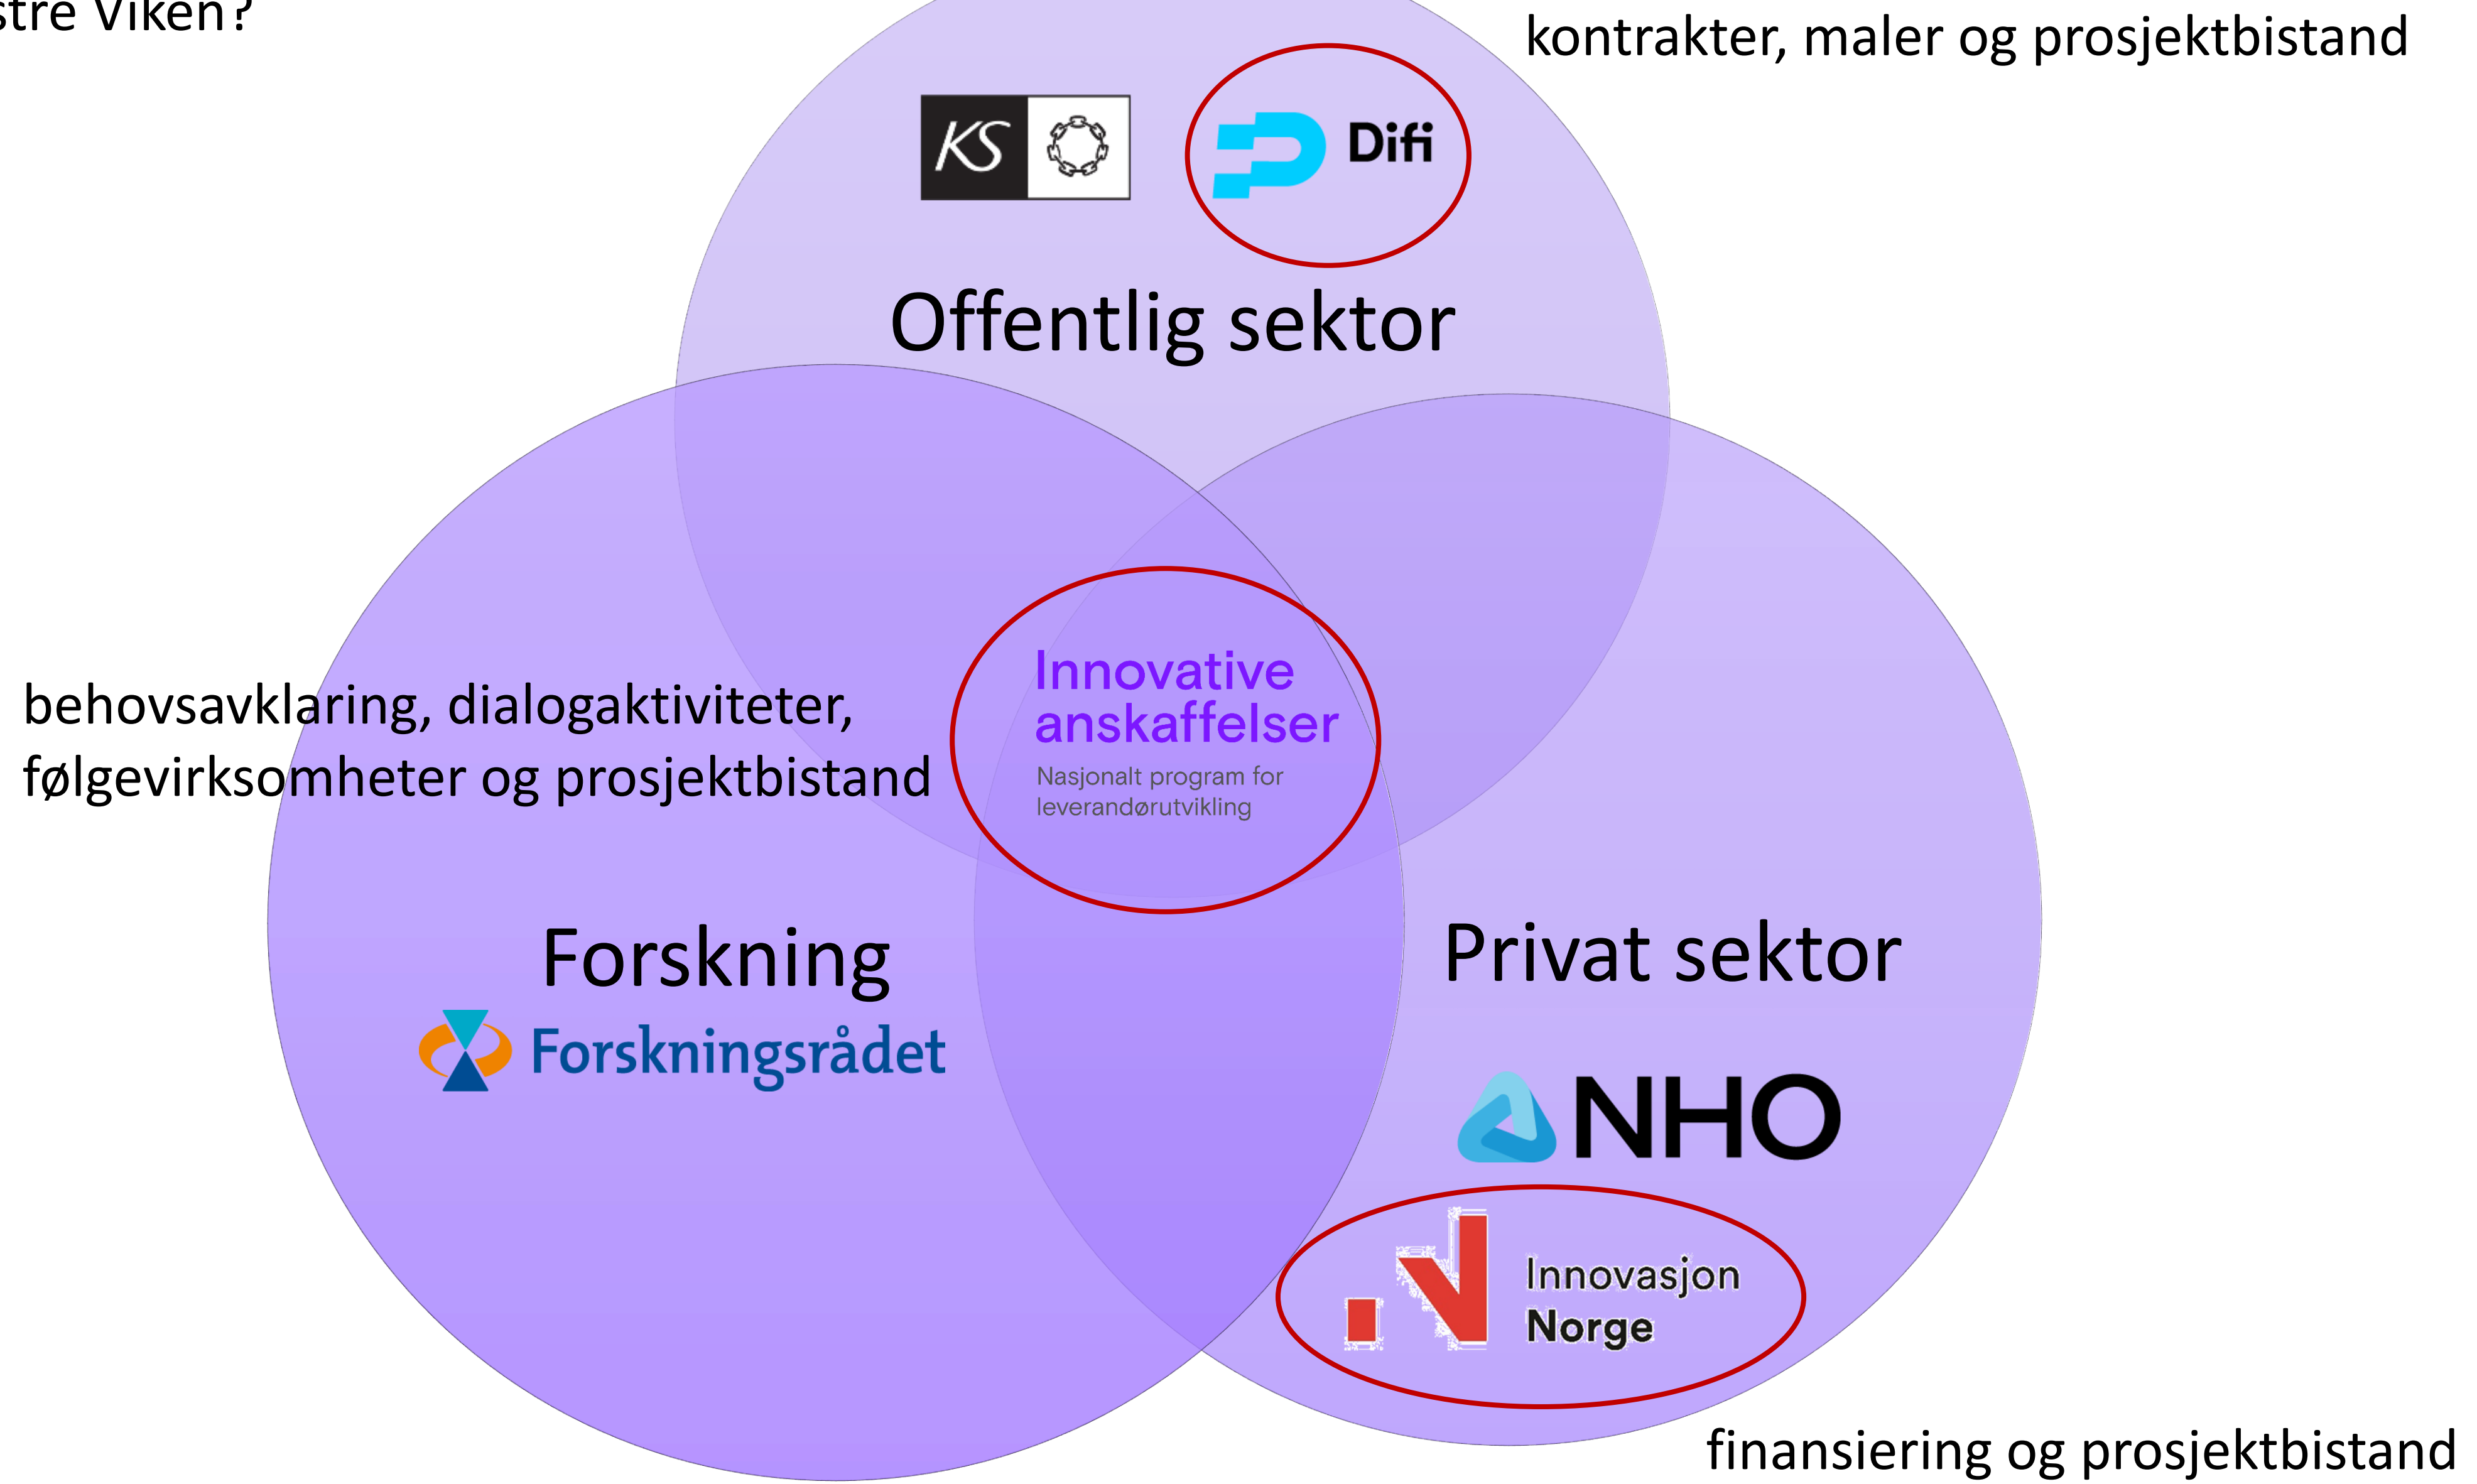 Viken?
kontrakter, maler og prosjektbistand
KS
Difi
Offentlig sektor
Innovative
anskaffelser
Nasjonalt program for
leverandørutvikling
behovsavklaring, dialogaktiviteter,
følgevirksomheter og prosjektbistand
Forskning
Forskningsrådet
Privat sektor
NHO
Innovasjon
Norge
finansiering og prosjektbistand